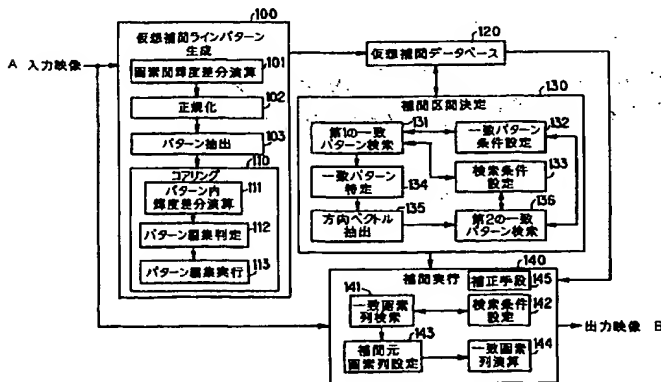 100
仮想補間ラインパターン
生成
A 入力映像
画素間輝度差分演算 101
正規化 102
パターン抽出 103
110
コアリング
パターン内
輝度差分演算 111
パターン編集判定 112
パターン編集実行 113
120
仮想補間データベース
130
補間区間決定
131
第1の一致
パターン検索
132
一致パターン
条件設定
133
検索条件
設定
134
一致パターン
特定
135
方向ベクトル
抽出
136
第2の一致
パターン検索
140
補間実行
補正手段 145
141
一致画素
列検索
142
検索条件
設定
143
補間元
画素列設定
144
一致画素
列演算
出力映像 B